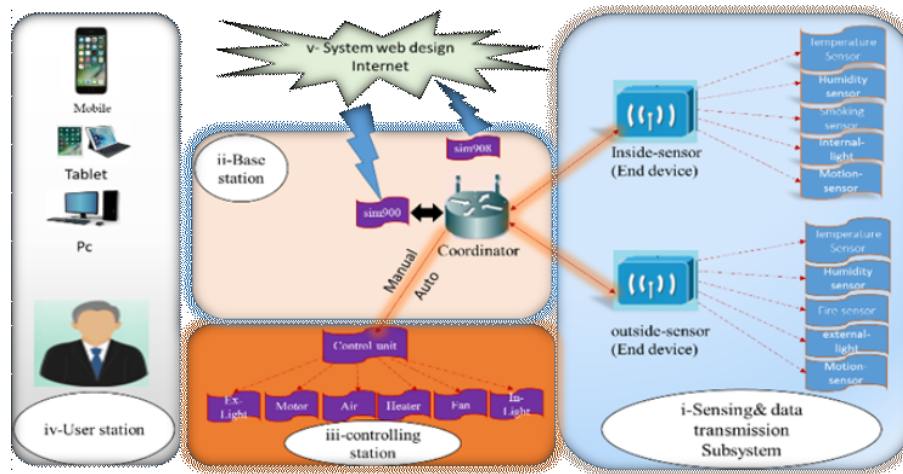 v- System web design
Internet
Mobile
Tablet
Pc
iv-User station
ii-Base
station
sim908
sim900
Coordinator
Manual
Auto
Control unit
Ex-
Light
Motor
Air
Heater
Fan
In-
Light
iii-controlling
station
Inside-sensor
(End device)
outside-sensor
(End device)
Temperature
Sensor
Humidity
sensor
Smoking
sensor
Internal-
light
Motion-
sensor
Temperature
Sensor
Humidity
sensor
Fire sensor
external-
light
Motion-
sensor
i-Sensing& data
transmission
Subsystem